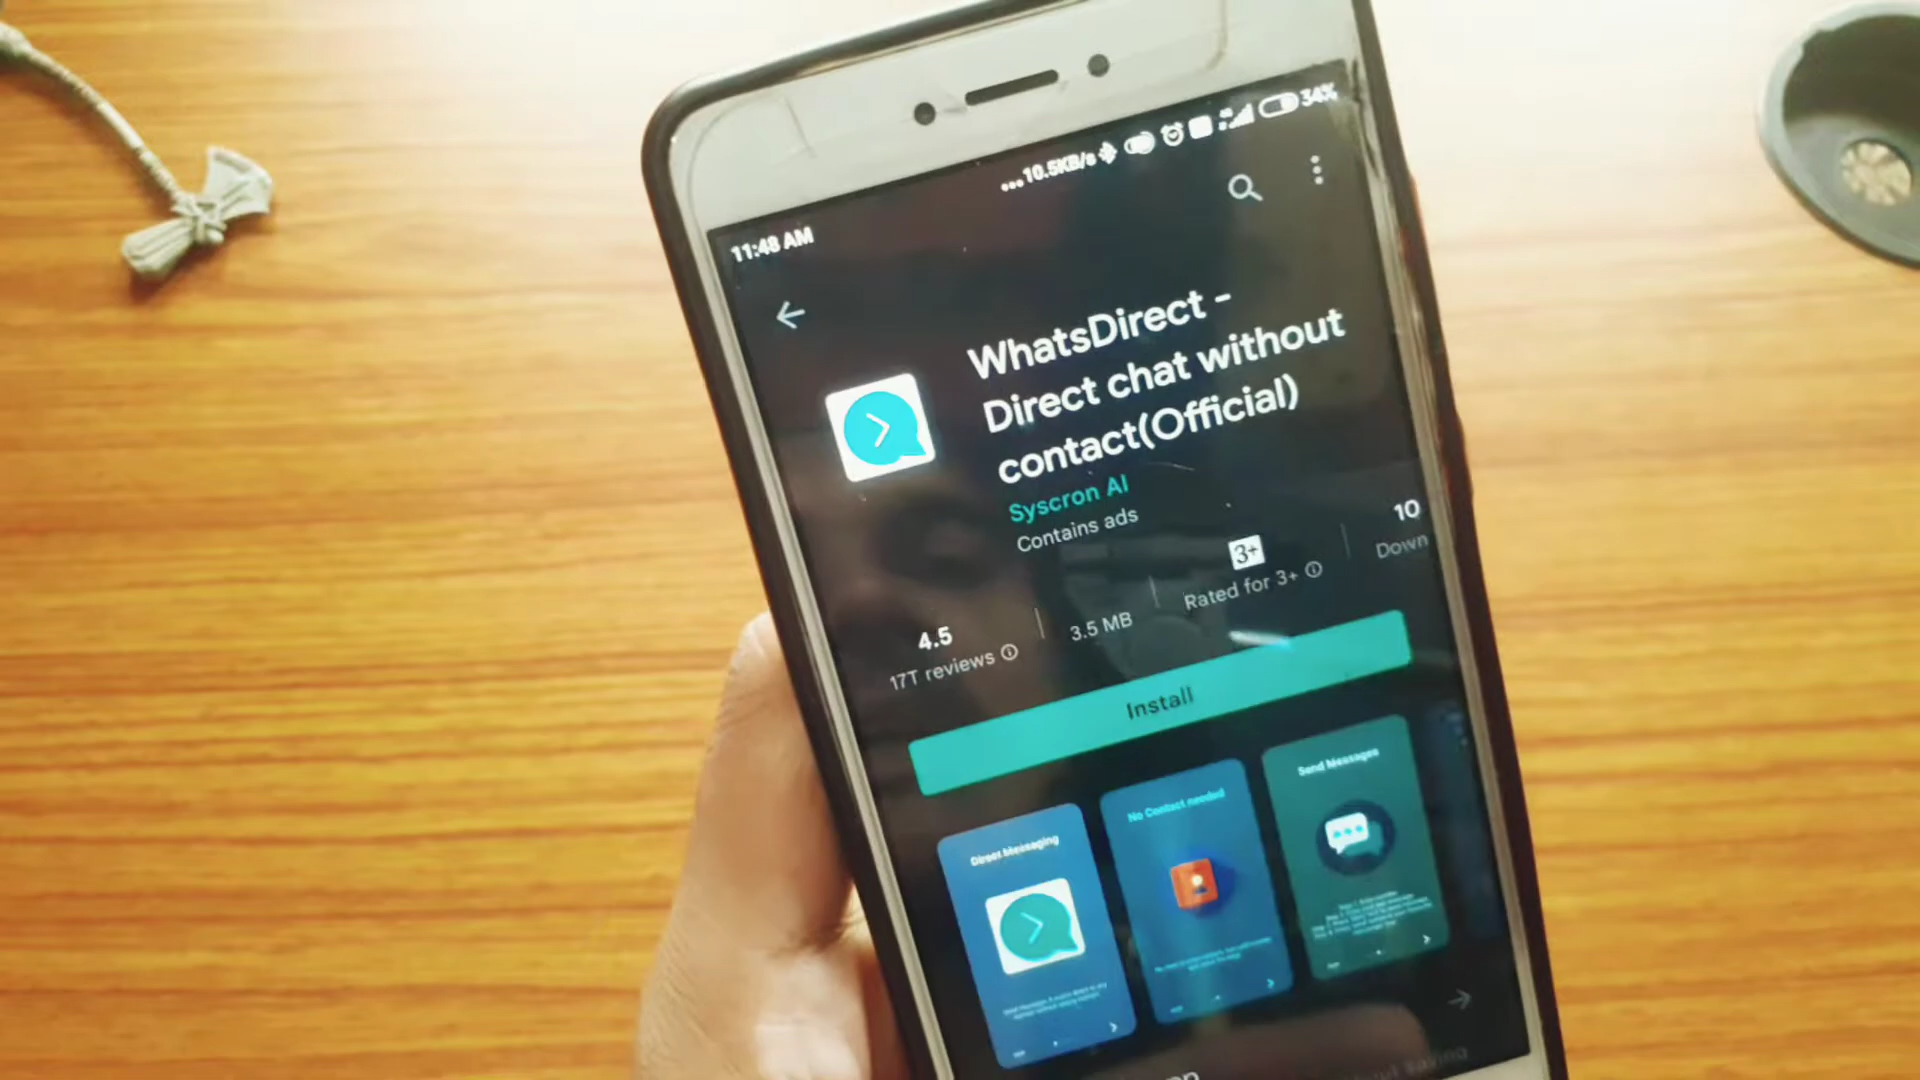 ...10.5KB/s 34%
11:48 AM
WhatsDirect -
Direct chat without
contact(Official)
Syscron AI
Contains ads
4.5
17T reviews
3.5 MB
3+
Rated for 3+
10
Down
Install
Direct Messaging
No Contact needed
Send Messages